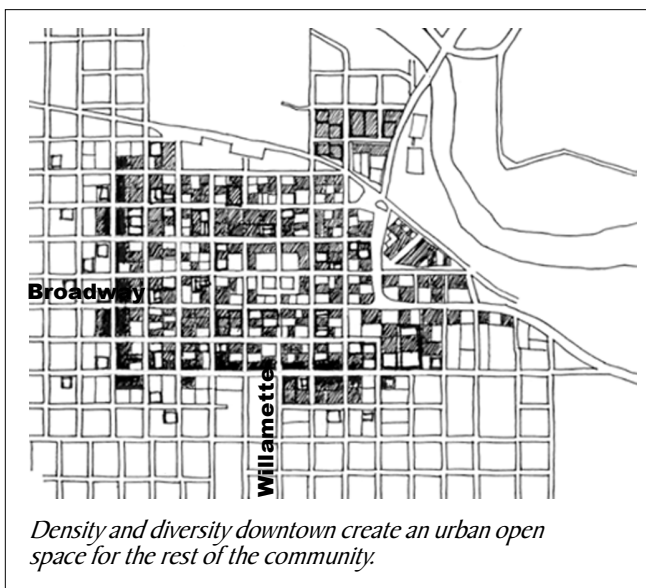 Broadway
Willamette
Density and diversity downtown create an urban open
space for the rest of the community.